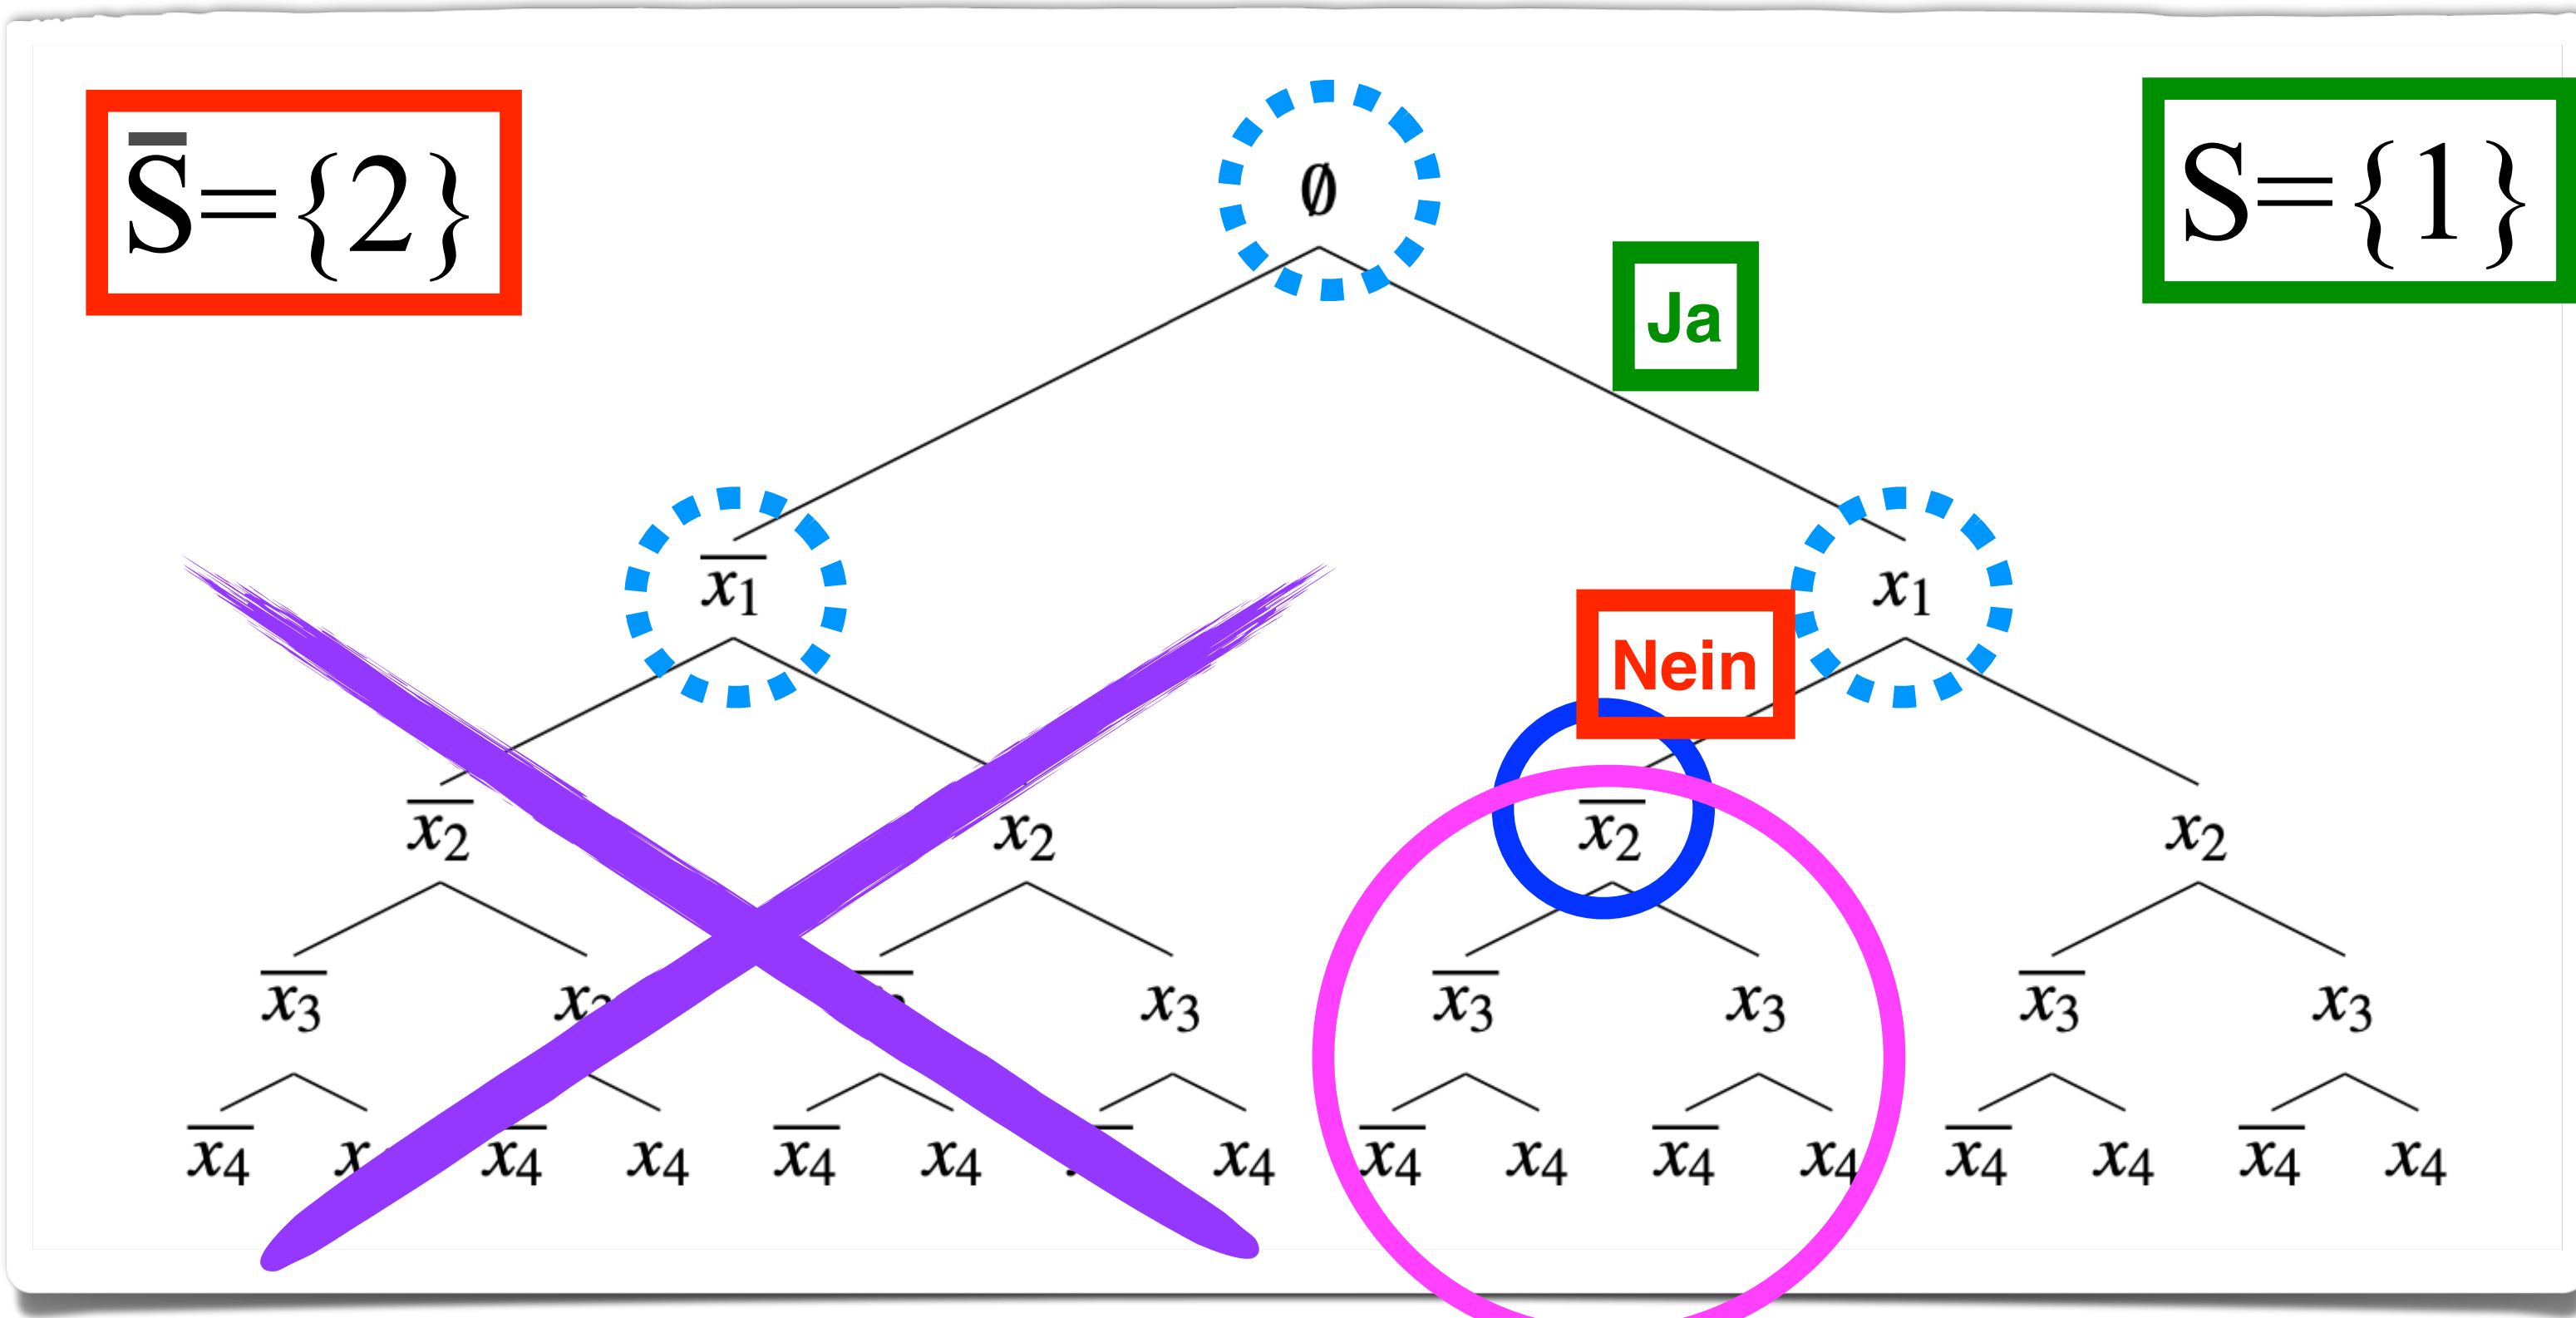 S̅={2}
∅
S={1}
Ja
x̅₁
x₁
Nein
x̅₂ x₂ x̅₂ x₂
x̅₃ x₃ x̅₃ x₃ x̅₃ x₃
x̅₄ x̅₄ x₄ x̅₄ x₄ x₄ x̅₄ x₄ x̅₄ x₄ x̅₄ x₄ x̅₄ x₄